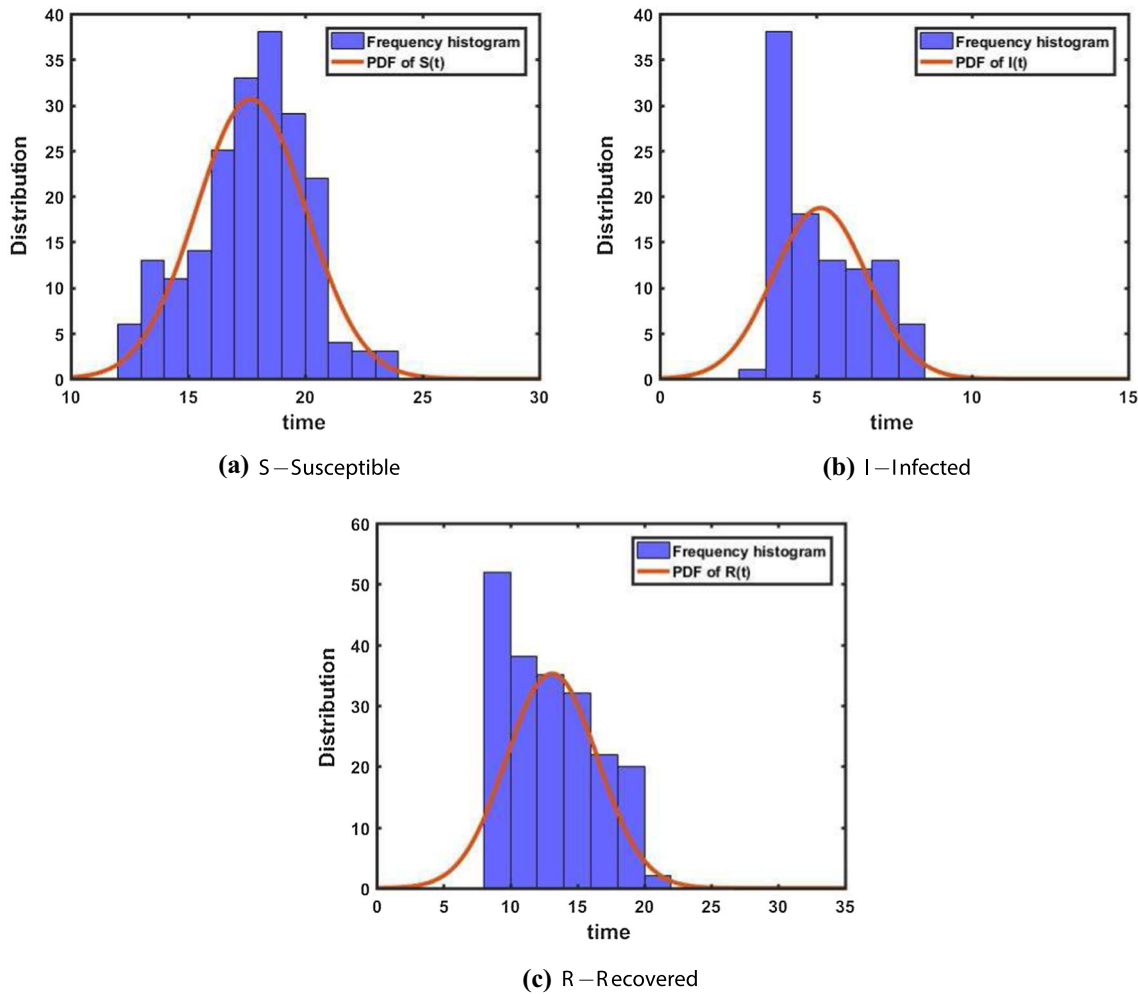 40
35
30
25
20
15
10
5
0
Distribution
Frequency histogram
PDF of S(t)
10 15 20 25 30
time
(a) S–Susceptible
40
35
30
25
20
15
10
5
0
Distribution
Frequency histogram
PDF of I(t)
0 5 10 15
time
(b) I–Infected
60
50
40
30
20
10
0
Distribution
Frequency histogram
PDF of R(t)
0 5 10 15 20 25 30 35
time
(c) R–Recovered